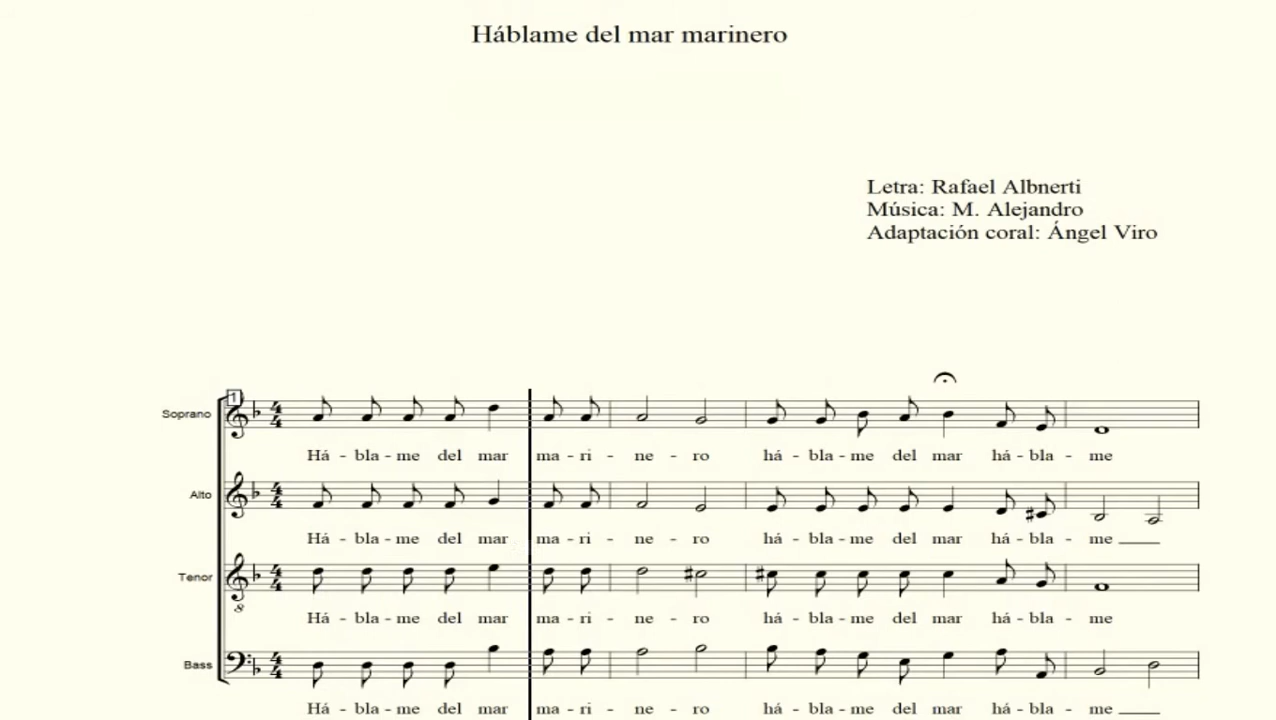 Háblame del mar marinero
Letra: Rafael Albnerti
Música: M. Alejandro
Adaptación coral: Ángel Viro
1
Soprano
Há - bla - me del mar ma - ri - ne - ro há - bla - me del mar há - bla - me
Alto
Há - bla - me del mar ma - ri - ne - ro há - bla - me del mar há - bla - me
Tenor
8
Há - bla - me del mar ma - ri - ne - ro há - bla - me del mar há - bla - me
Bass
Há - bla - me del mar ma - ri - ne - ro há - bla - me del mar há - bla - me